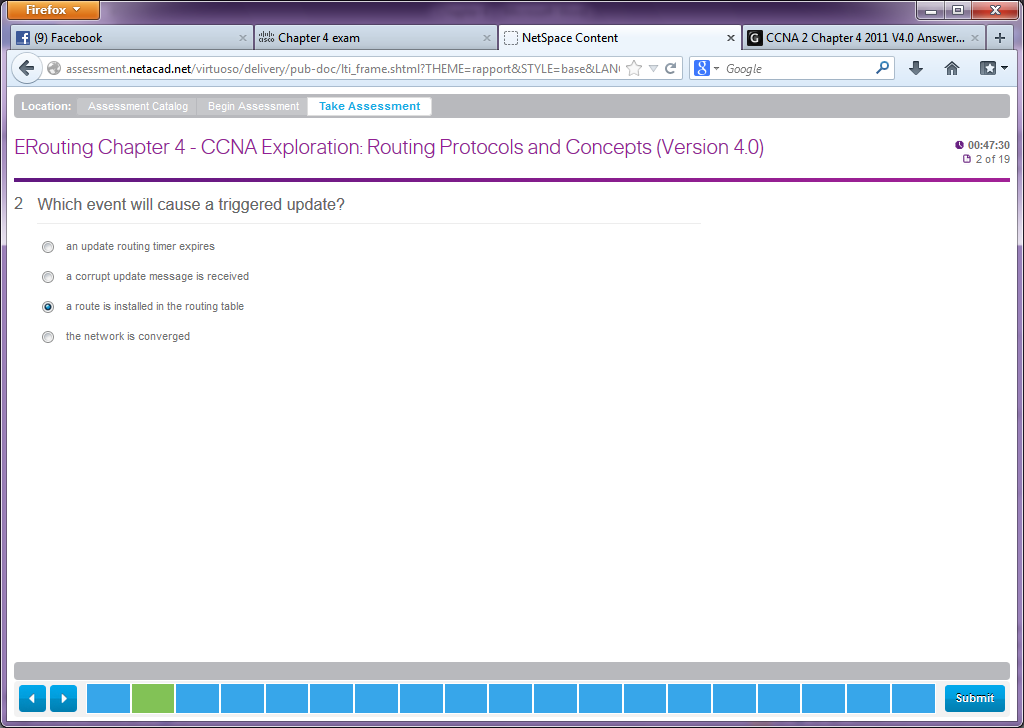 Firefox
(9) Facebook
Chapter 4 exam
NetSpace Content
CCNA 2 Chapter 4 2011 V4.0 Answer...
assessment.netacad.net/virtuoso/delivery/pub-doc/lti_frame.shtml?THEME=rapport&STYLE=base&LAN
Google
Location: Assessment Catalog Begin Assessment Take Assessment
ERouting Chapter 4 - CCNA Exploration: Routing Protocols and Concepts (Version 4.0)
00:47:30
2 of 19
2 Which event will cause a triggered update?
an update routing timer expires
a corrupt update message is received
a route is installed in the routing table
the network is converged
Submit